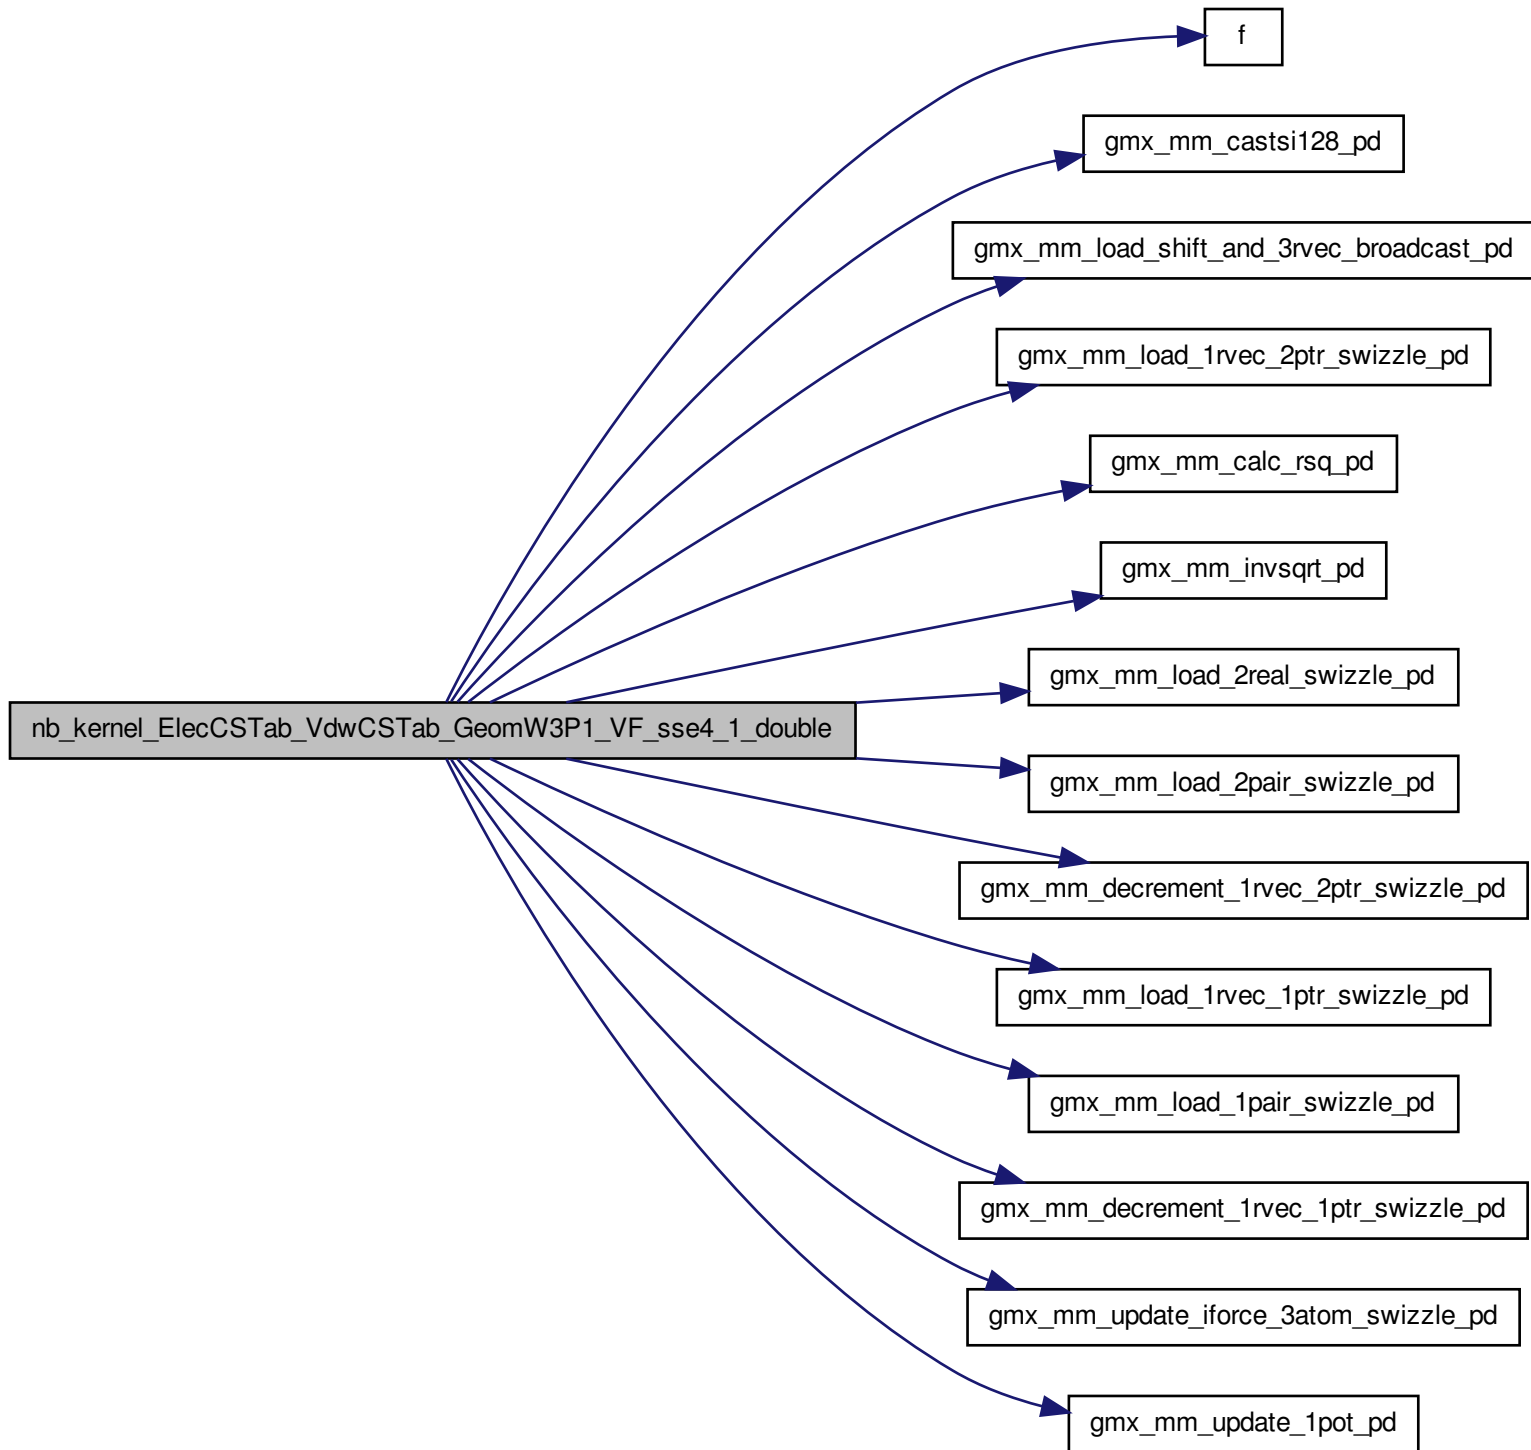 f
gmx_mm_castsi128_pd
gmx_mm_load_shift_and_3rvec_broadcast_pd
gmx_mm_load_1rvec_2ptr_swizzle_pd
gmx_mm_calc_rsq_pd
gmx_mm_invsqrt_pd
gmx_mm_load_2real_swizzle_pd
nb_kernel_ElecCSTab_VdwCSTab_GeomW3P1_VF_sse4_1_double
gmx_mm_load_2pair_swizzle_pd
gmx_mm_decrement_1rvec_2ptr_swizzle_pd
gmx_mm_load_1rvec_1ptr_swizzle_pd
gmx_mm_load_1pair_swizzle_pd
gmx_mm_decrement_1rvec_1ptr_swizzle_pd
gmx_mm_update_iforce_3atom_swizzle_pd
gmx_mm_update_1pot_pd